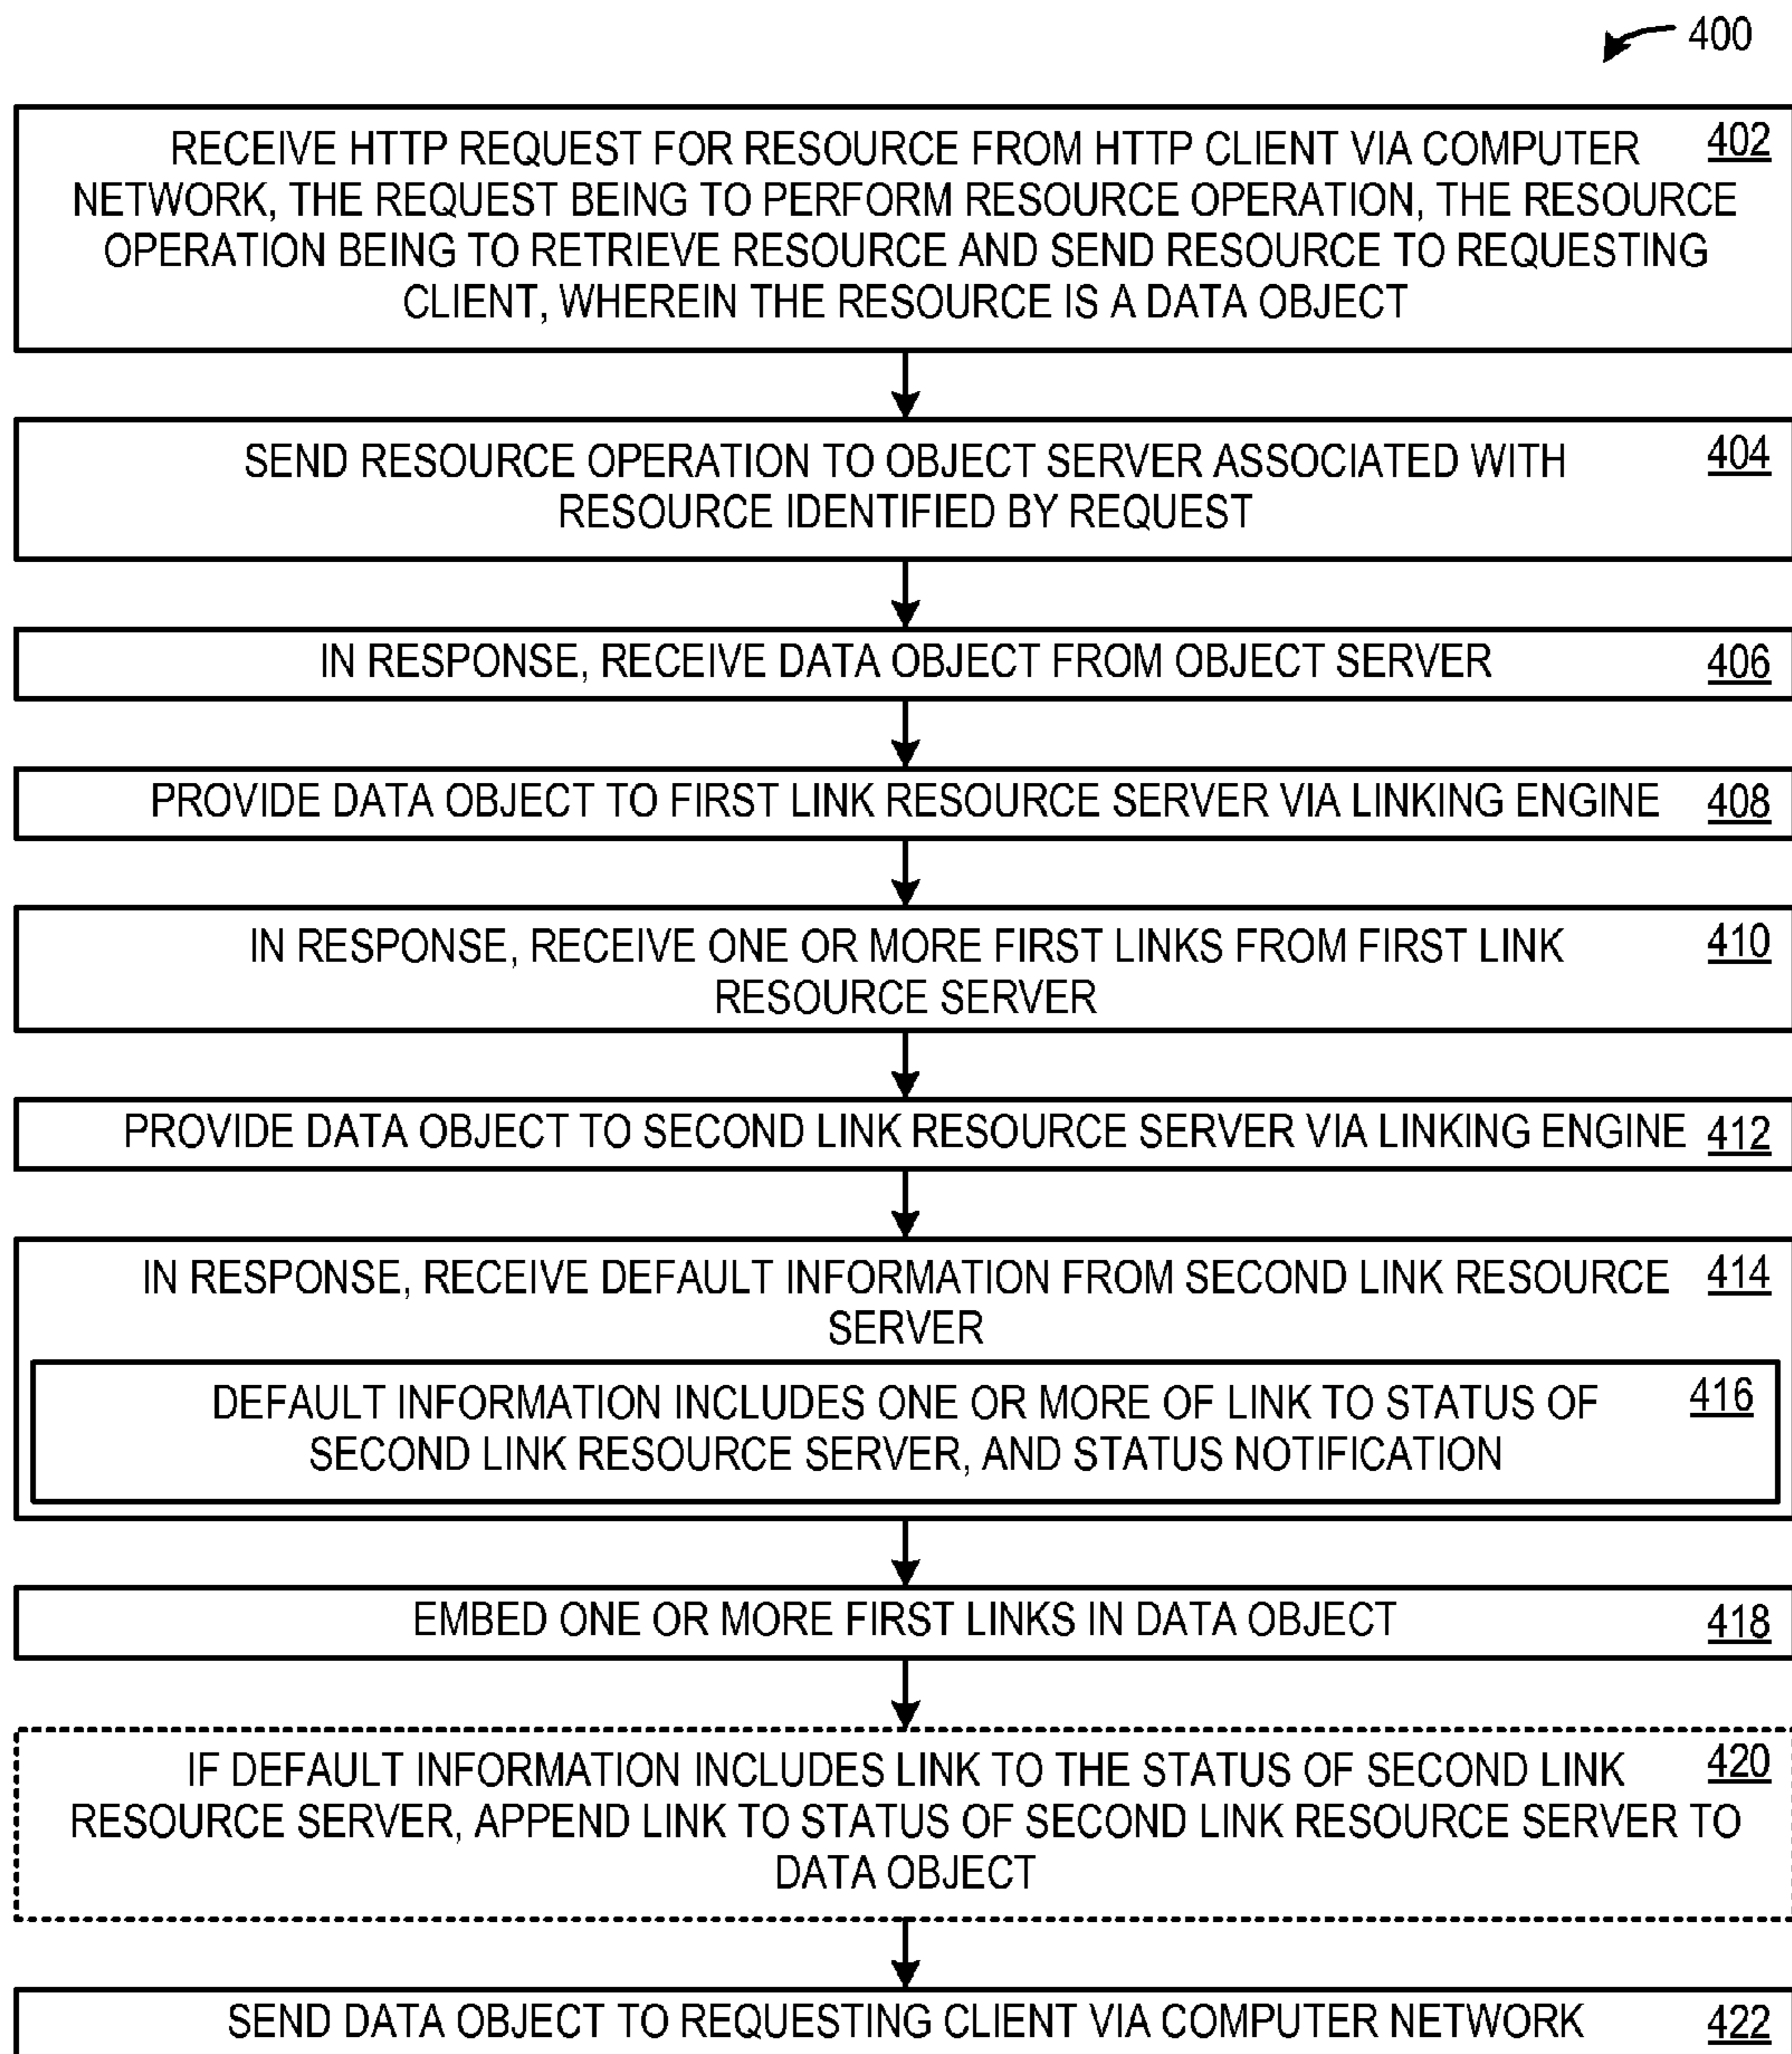 400
RECEIVE HTTP REQUEST FOR RESOURCE FROM HTTP CLIENT VIA COMPUTER 402
NETWORK, THE REQUEST BEING TO PERFORM RESOURCE OPERATION, THE RESOURCE
OPERATION BEING TO RETRIEVE RESOURCE AND SEND RESOURCE TO REQUESTING
CLIENT, WHEREIN THE RESOURCE IS A DATA OBJECT
SEND RESOURCE OPERATION TO OBJECT SERVER ASSOCIATED WITH 404
RESOURCE IDENTIFIED BY REQUEST
IN RESPONSE, RECEIVE DATA OBJECT FROM OBJECT SERVER 406
PROVIDE DATA OBJECT TO FIRST LINK RESOURCE SERVER VIA LINKING ENGINE 408
IN RESPONSE, RECEIVE ONE OR MORE FIRST LINKS FROM FIRST LINK 410
RESOURCE SERVER
PROVIDE DATA OBJECT TO SECOND LINK RESOURCE SERVER VIA LINKING ENGINE 412
IN RESPONSE, RECEIVE DEFAULT INFORMATION FROM SECOND LINK RESOURCE 414
SERVER
DEFAULT INFORMATION INCLUDES ONE OR MORE OF LINK TO STATUS OF 416
SECOND LINK RESOURCE SERVER, AND STATUS NOTIFICATION
EMBED ONE OR MORE FIRST LINKS IN DATA OBJECT 418
IF DEFAULT INFORMATION INCLUDES LINK TO THE STATUS OF SECOND LINK 420
RESOURCE SERVER, APPEND LINK TO STATUS OF SECOND LINK RESOURCE SERVER TO
DATA OBJECT
SEND DATA OBJECT TO REQUESTING CLIENT VIA COMPUTER NETWORK 422